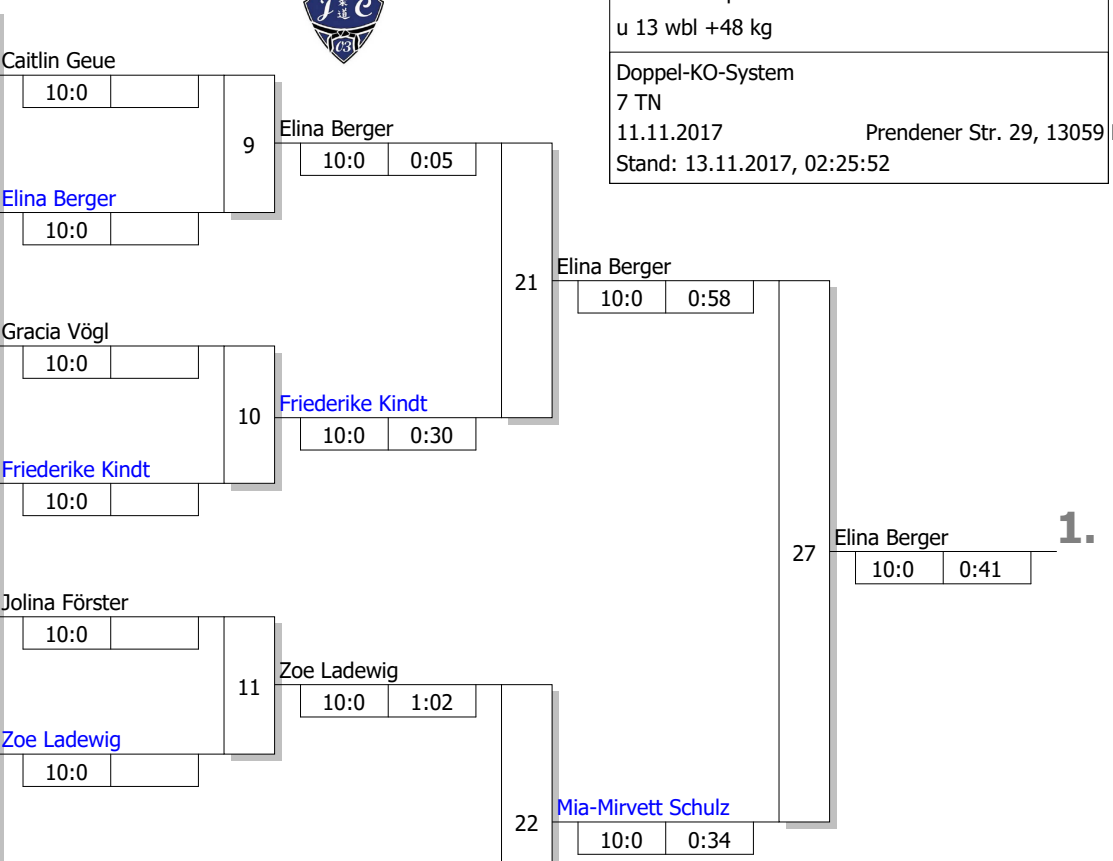 C3
u 13 wbl +48 kg
Doppel-KO-System
7 TN
11.11.2017 Prendener Str. 29, 13059
Stand: 13.11.2017, 02:25:52
Caitlin Geue
10:0
9
Elina Berger
10:0 0:05
Elina Berger
10:0
21
Elina Berger
10:0 0:58
Gracia Vögl
10:0
10
Friederike Kindt
10:0 0:30
Friederike Kindt
10:0
27
Elina Berger
10:0 0:41
1.
Jolina Förster
10:0
11
Zoe Ladewig
10:0 1:02
Zoe Ladewig
10:0
22
Mia-Mirvett Schulz
10:0 0:34